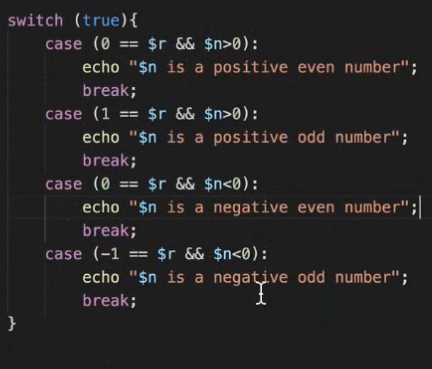 switch (true){
    case (0 == $r && $n>0):
        echo "$n is a positive even number";
        break;
    case (1 == $r && $n>0):
        echo "$n is a positive odd number";
        break;
    case (0 == $r && $n<0):
        echo "$n is a negative even number";
        break;
    case (-1 == $r && $n<0):
        echo "$n is a negative odd number";
        break;
}